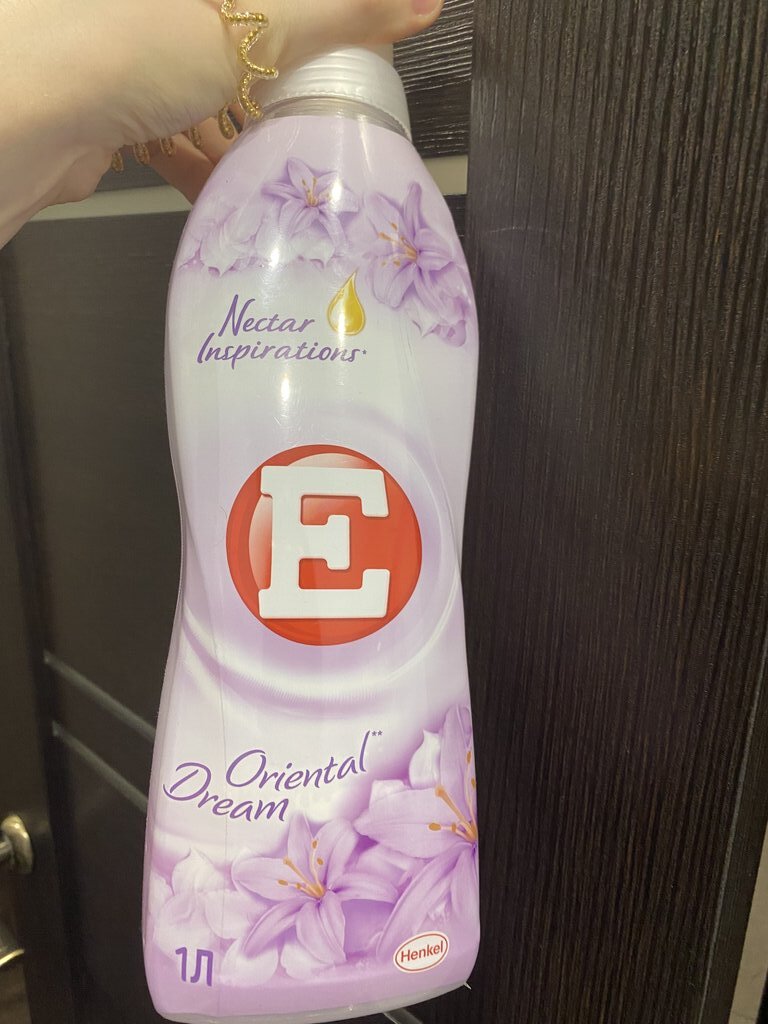 Nectar
Inspirations*
E
Oriental**
Dream
1Л
Henkel